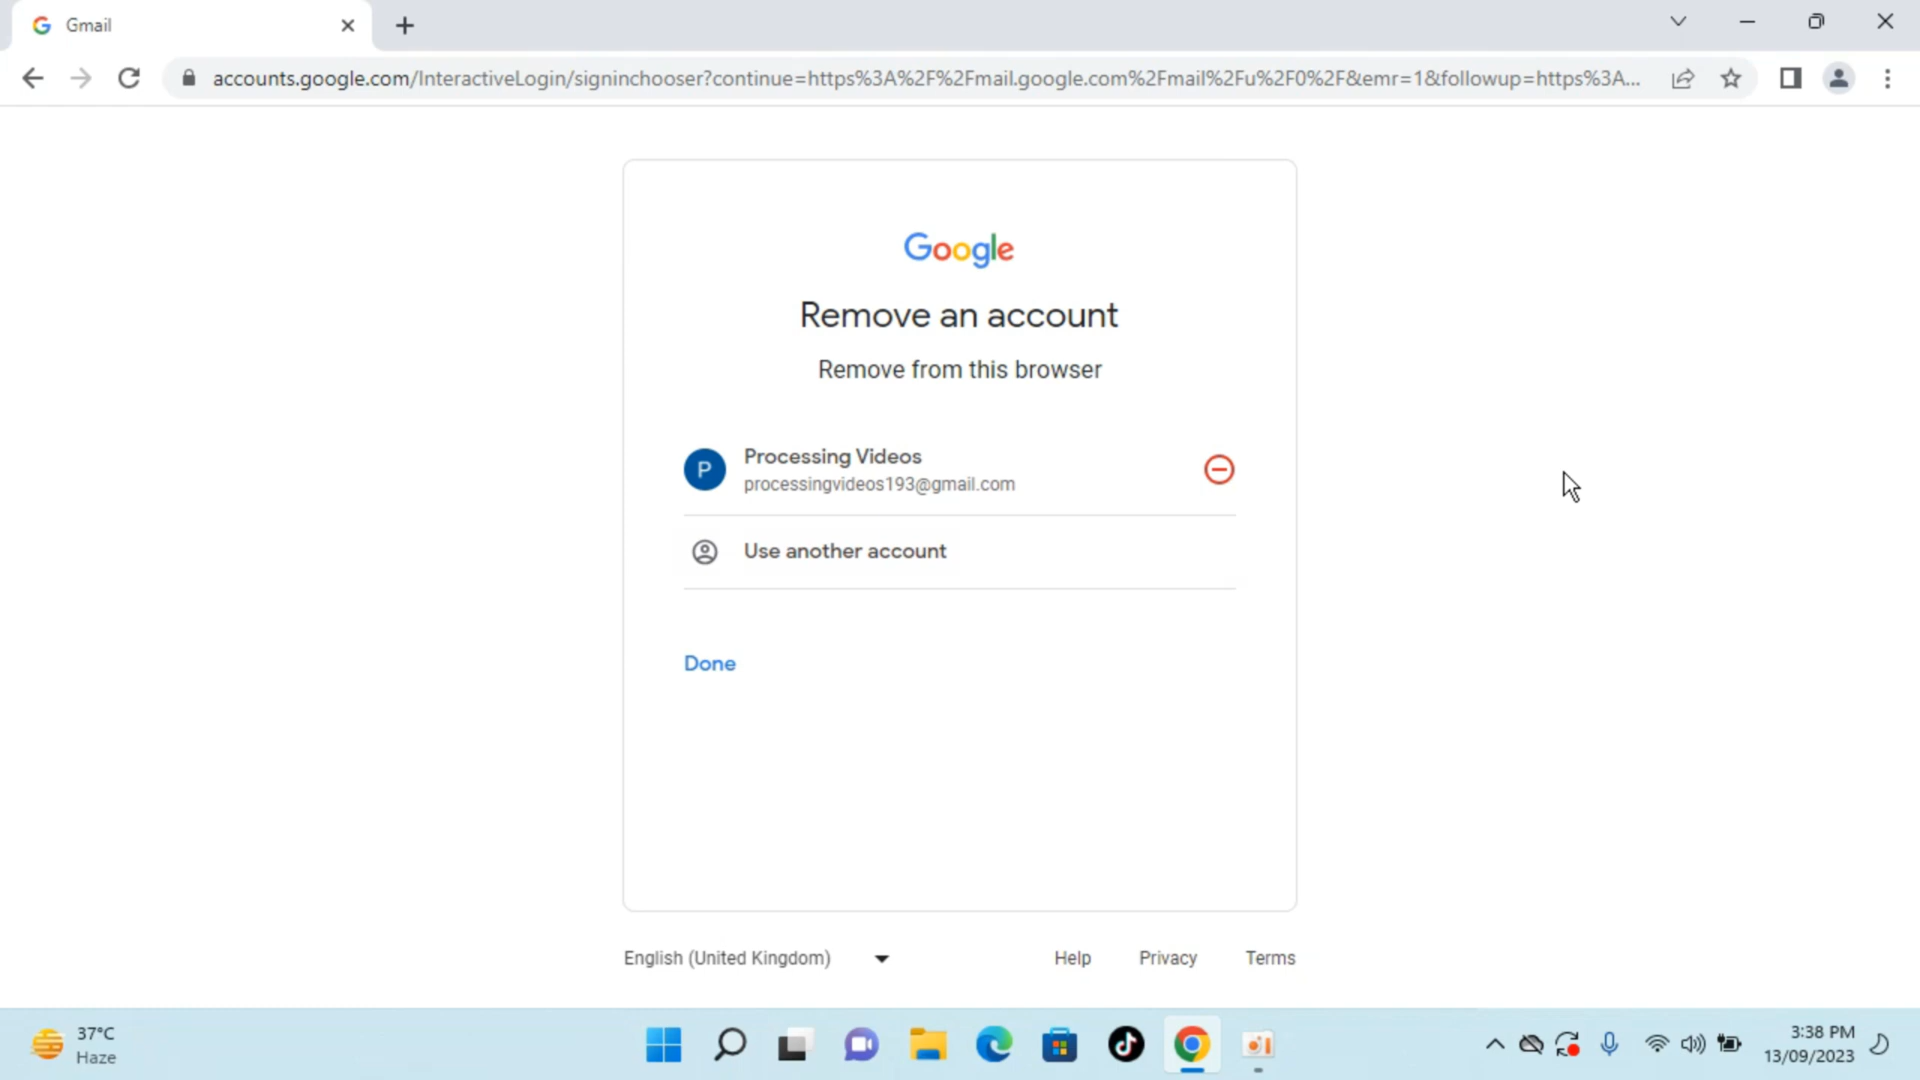 Gmail
accounts.google.com/InteractiveLogin/signinchooser?continue=https%3A%2F%2Fmail.google.com%2Fmail%2Fu%2F0%2F&emr=1&followup=https%3A...
Google
Remove an account
Remove from this browser
P
Processing Videos
processingvideos193@gmail.com
Use another account
Done
English (United Kingdom)
Help
Privacy
Terms
37°C
Haze
3:38 PM
13/09/2023